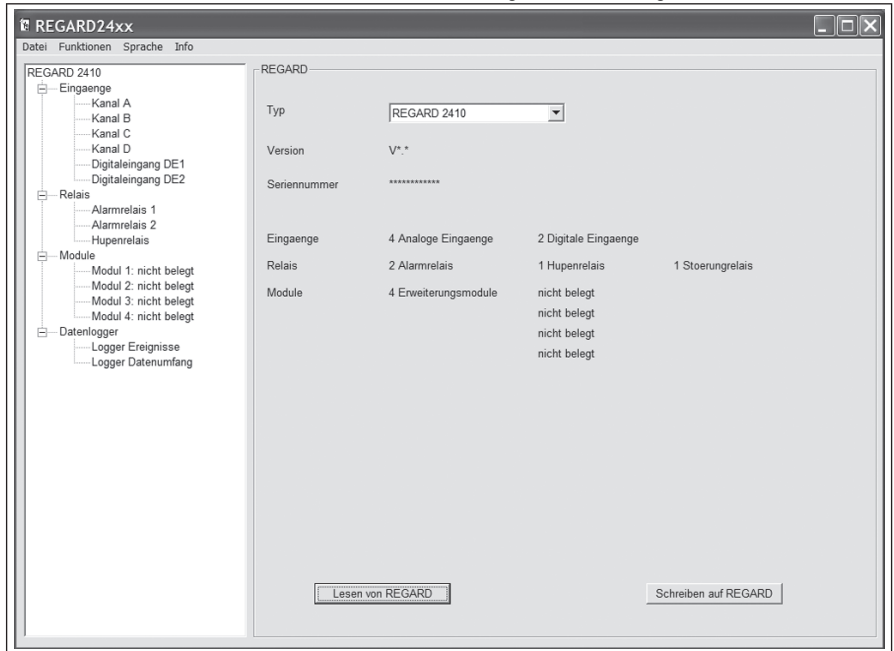 REGARD24xx
Datei Funktionen Sprache Info
REGARD 2410
Eingaenge
Kanal A
Kanal B
Kanal C
Kanal D
Digitaleingang DE1
Digitaleingang DE2
Relais
Alarmrelais 1
Alarmrelais 2
Hupenrelais
Module
Modul 1: nicht belegt
Modul 2: nicht belegt
Modul 3: nicht belegt
Modul 4: nicht belegt
Datenlogger
Logger Ereignisse
Logger Datenumfang
REGARD
Typ REGARD 2410
Version V*.*
Seriennummer ************
Eingaenge 4 Analoge Eingaenge 2 Digitale Eingaenge
Relais 2 Alarmrelais 1 Hupenrelais 1 Stoerungrelais
Module 4 Erweiterungsmodule nicht belegt
nicht belegt
nicht belegt
nicht belegt
Lesen von REGARD Schreiben auf REGARD